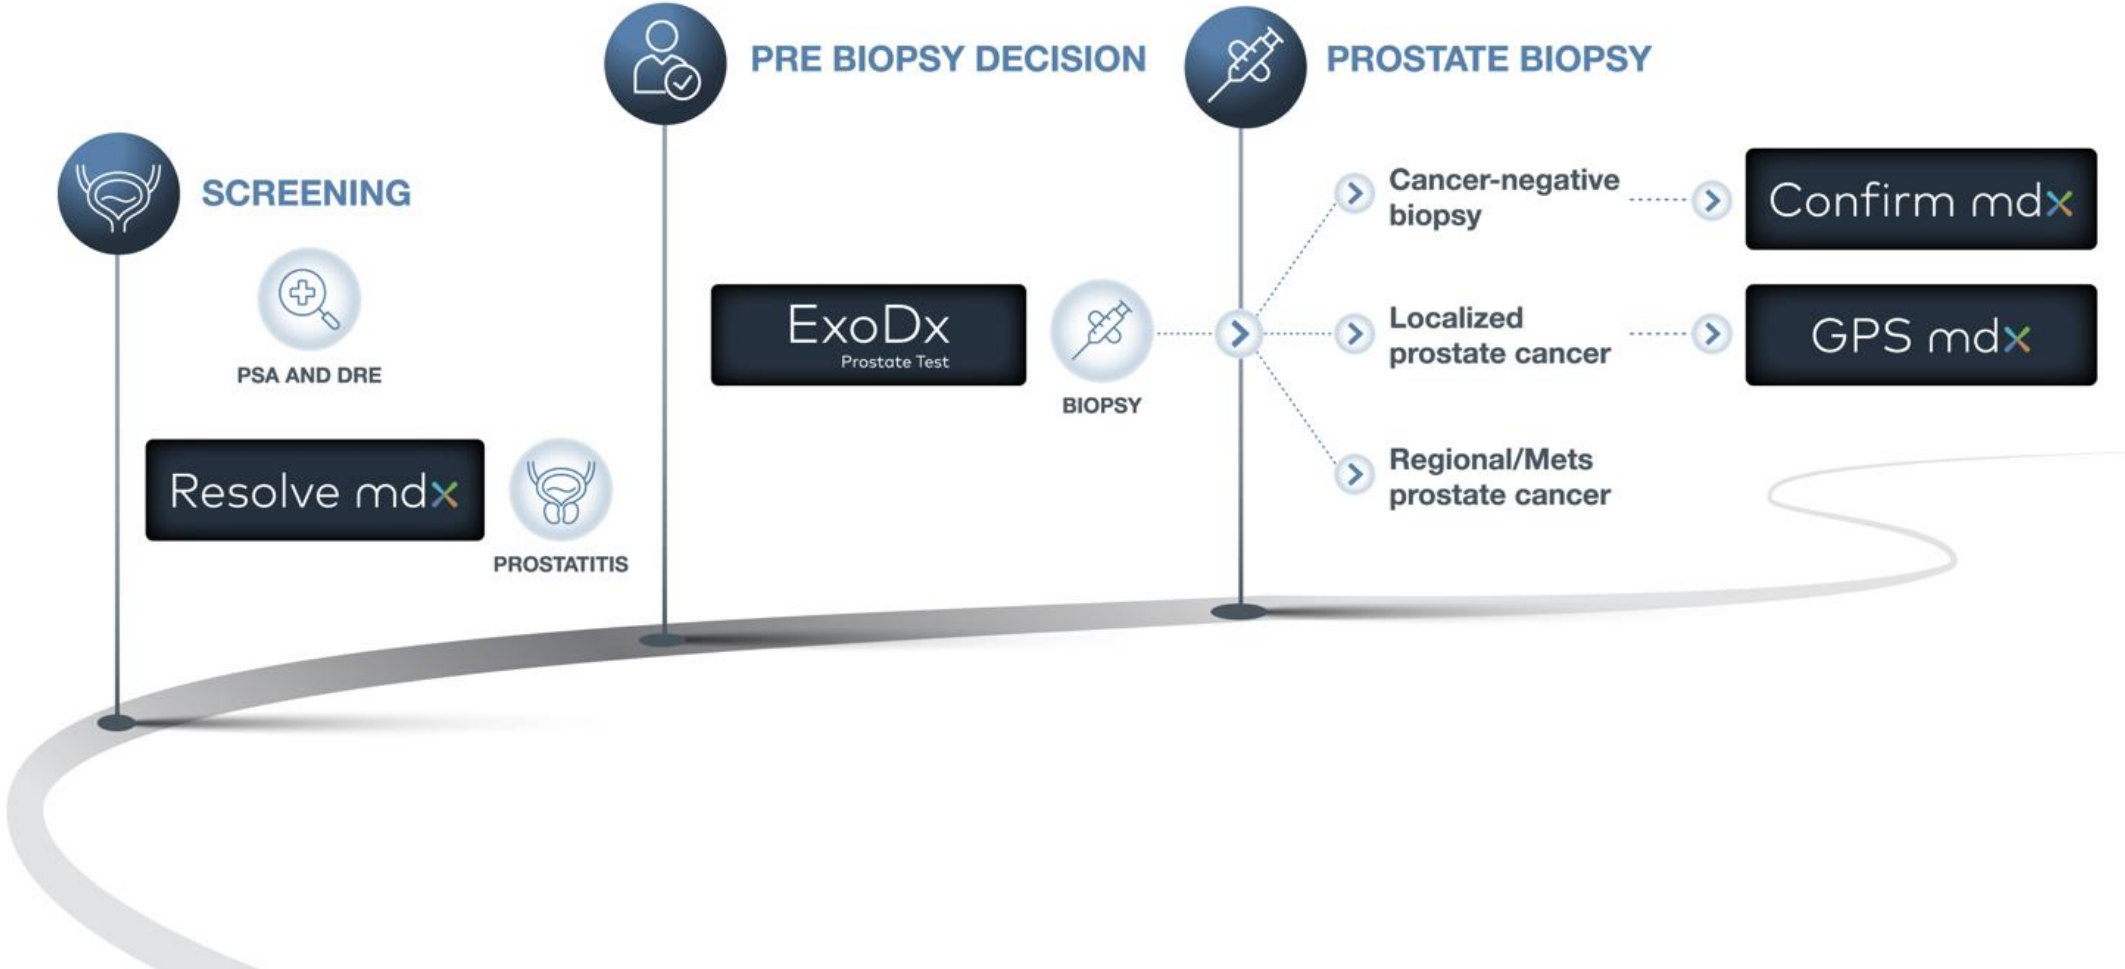 SCREENING
PSA AND DRE
Resolve mdx
PROSTATITIS
PRE BIOPSY DECISION
ExoDx
Prostate Test
BIOPSY
PROSTATE BIOPSY
Cancer-negative
biopsy
Confirm mdx
Localized
prostate cancer
GPS mdx
Regional/Mets
prostate cancer